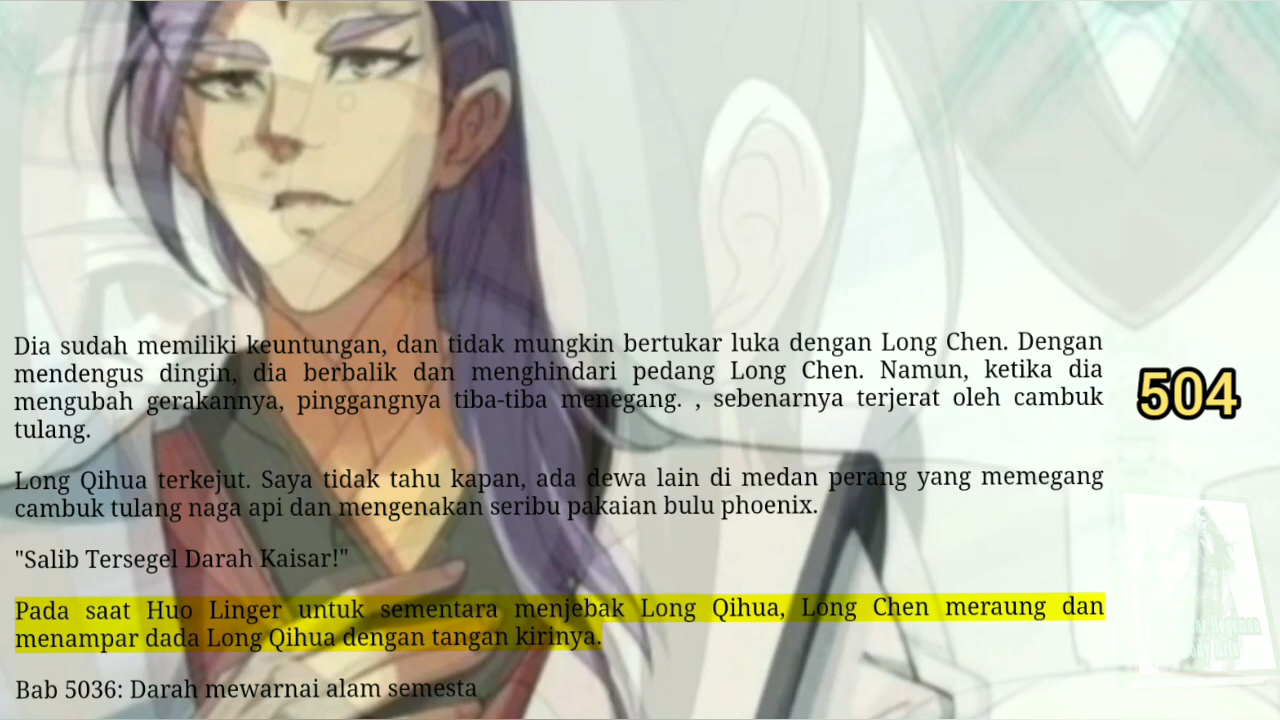 Dia sudah memiliki keuntungan, dan tidak mungkin bertukar luka dengan Long Chen. Dengan
mendengus dingin, dia berbalik dan menghindari pedang Long Chen. Namun, ketika dia
mengubah gerakannya, pinggangnya tiba-tiba menegang. , sebenarnya terjerat oleh cambuk
tulang.
504
Long Qihua terkejut. Saya tidak tahu kapan, ada dewa lain di medan perang yang memegang
cambuk tulang naga api dan mengenakan seribu pakaian bulu phoenix.
"Salib Tersegel Darah Kaisar!"
Pada saat Huo Linger untuk sementara menjebak Long Qihua, Long Chen meraung dan
menampar dada Long Qihua dengan tangan kirinya.
Bab 5036: Darah mewarnai alam semesta